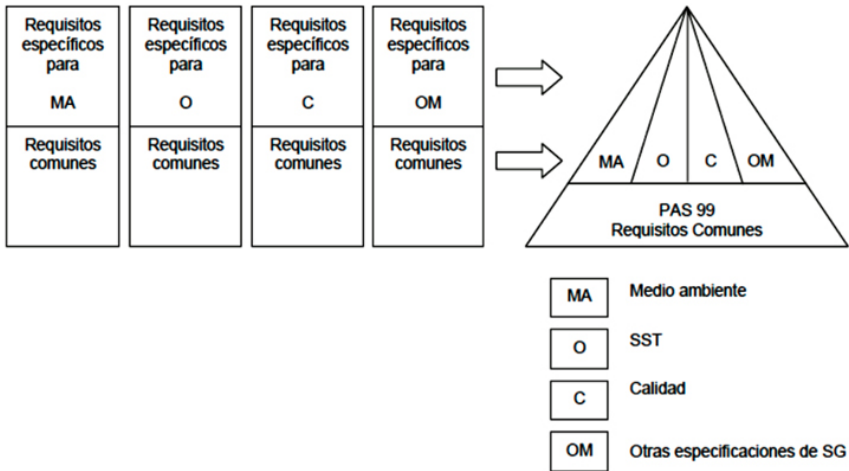 Requisitos
específicos
para
MA
Requisitos
comunes
Requisitos
específicos
para
O
Requisitos
comunes
Requisitos
específicos
para
C
Requisitos
comunes
Requisitos
específicos
para
OM
Requisitos
comunes
MA O C OM
PAS 99
Requisitos Comunes
MA Medio ambiente
O SST
C Calidad
OM Otras especificaciones de SG